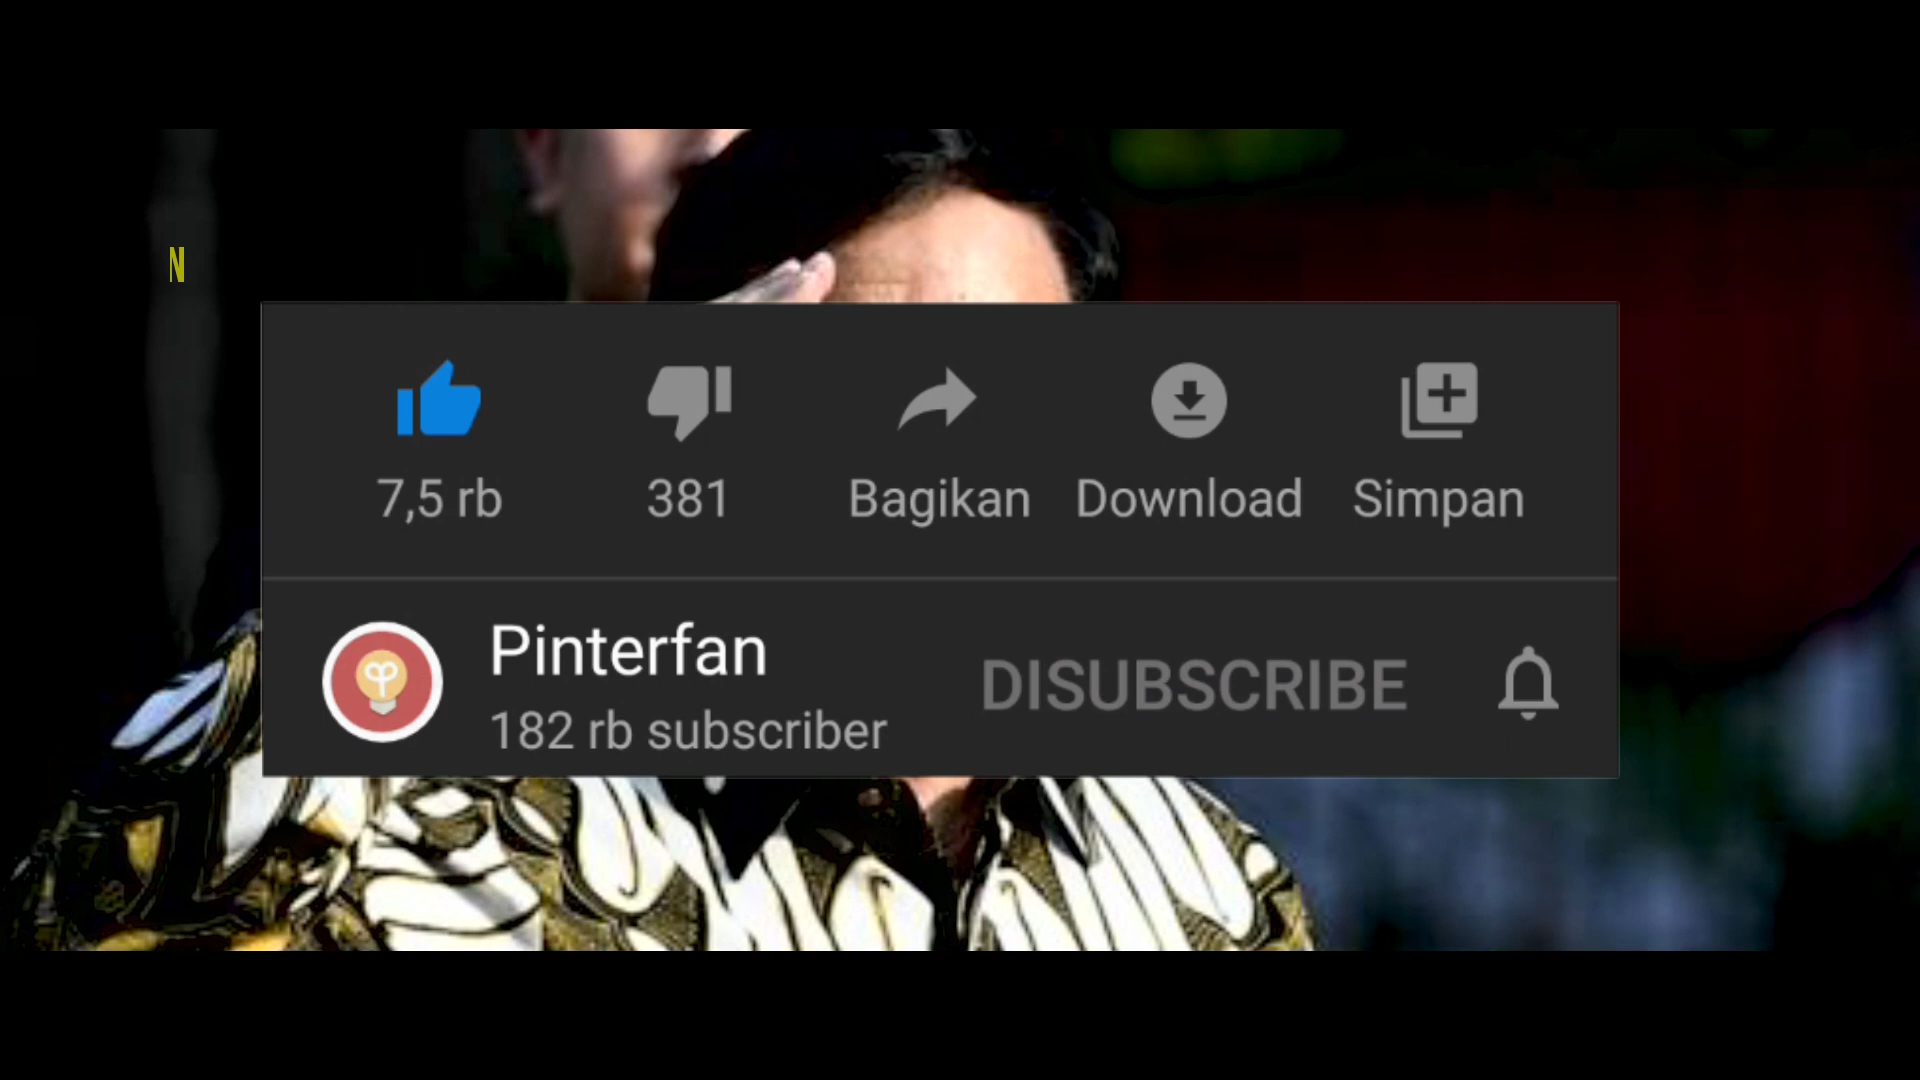 N
7,5 rb
381
Bagikan
Download
Simpan
Pinterfan
182 rb subscriber
DISUBSCRIBE